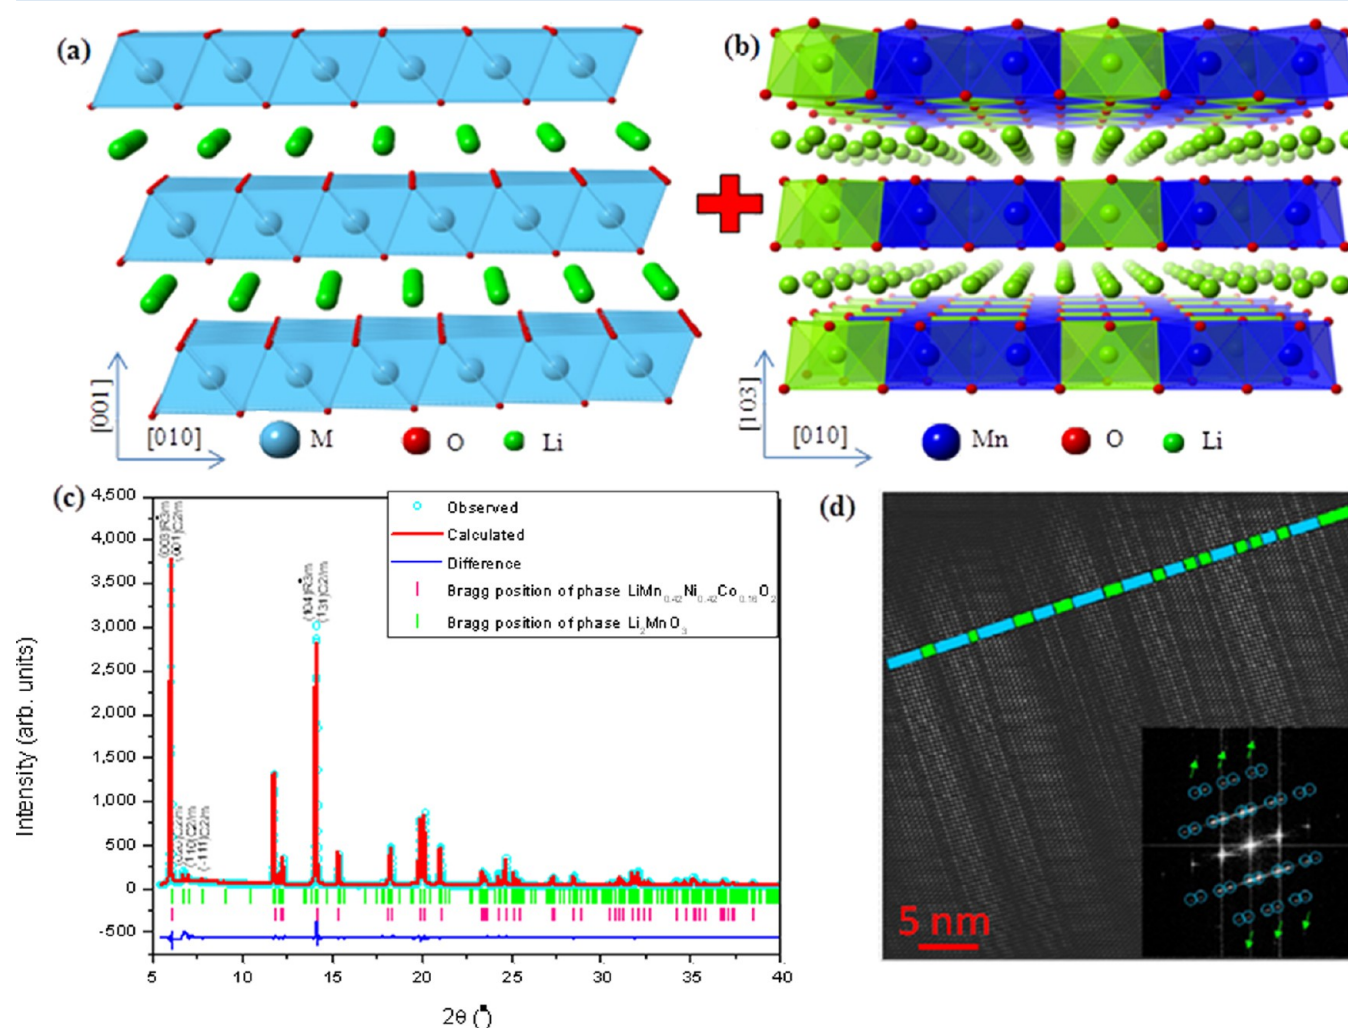 (a)
(b)
[001]
[010]
M
O
Li
[103]
[010]
Mn
O
Li
(c)
4,500
4,000
3,500
3,000
2,500
2,000
1,500
1,000
500
0
-500
Intensity (arb. units)
(003)R3m
(001)C2/m
(020)C2/m
(110)C2/m
(-111)C2/m
(104)R3m
(131)C2/m
Observed
Calculated
Difference
Bragg position of phase LiMn0.42Ni0.42Co0.16O2
Bragg position of phase Li2MnO3
5
10
15
20
25
30
35
40
2θ (°)
(d)
5 nm